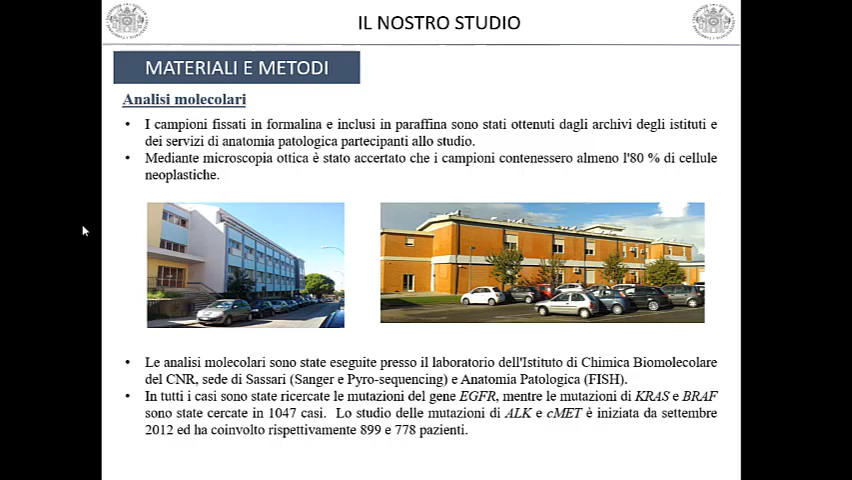 IL NOSTRO STUDIO
MATERIALI E METODI
Analisi molecolari
• I campioni fissati in formalina e inclusi in paraffina sono stati ottenuti dagli archivi degli istituti e
dei servizi di anatomia patologica partecipanti allo studio.
• Mediante microscopia ottica è stato accertato che i campioni contenessero almeno l'80 % di cellule
neoplastiche.
• Le analisi molecolari sono state eseguite presso il laboratorio dell'Istituto di Chimica Biomolecolare
del CNR, sede di Sassari (Sanger e Pyro-sequencing) e Anatomia Patologica (FISH).
• In tutti i casi sono state ricercate le mutazioni del gene EGFR, mentre le mutazioni di KRAS e BRAF
sono state cercate in 1047 casi. Lo studio delle mutazioni di ALK e cMET è iniziata da settembre
2012 ed ha coinvolto rispettivamente 899 e 778 pazienti.